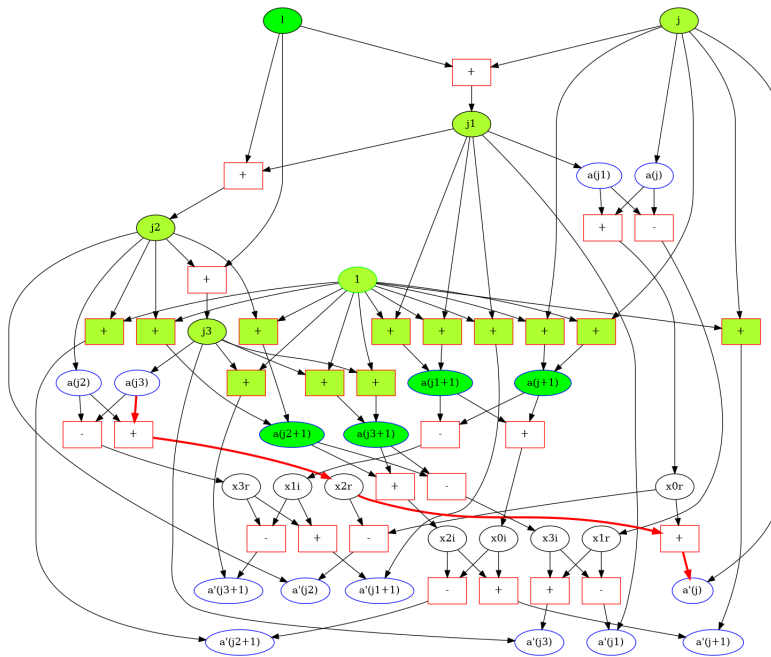 l j
+
j1
+ a(j1) a(j)
j2 + -
+ 1
+ + j3 + + + + + + +
a(j2) a(j3) + + + a(j1+1) a(j+1)
- + a(j2+1) a(j3+1) - +
x3r x1i x2r + - x0r
- + - x2i x0i x3i x1r +
a'(j3+1) a'(j2) a'(j1+1) - + + - a'(j)
a'(j2+1) a'(j3) a'(j1) a'(j+1)